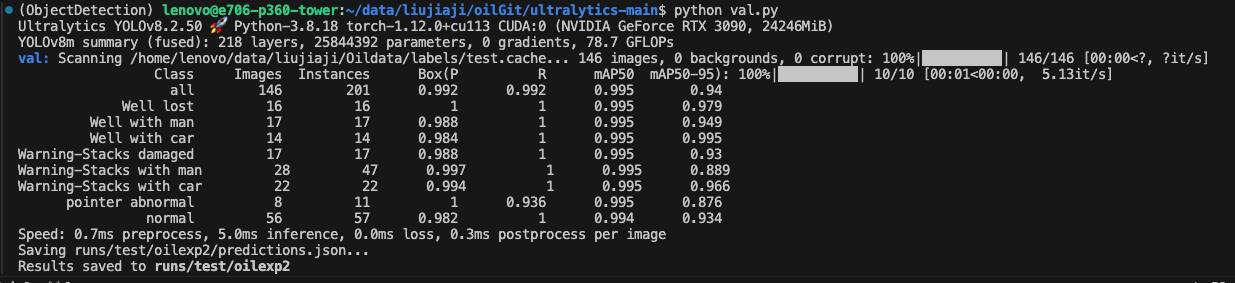 (ObjectDetection) lenovo@e706-p360-tower:~/data/liujiaji/oilGit/ultralytics-main$ python val.py
Ultralytics YOLOv8.2.50 🚀 Python-3.8.18 torch-1.12.0+cu113 CUDA:0 (NVIDIA GeForce RTX 3090, 24246MiB)
YOLOv8m summary (fused): 218 layers, 25844392 parameters, 0 gradients, 78.7 GFLOPs
val: Scanning /home/lenovo/data/liujiaji/Oildata/labels/test.cache... 146 images, 0 backgrounds, 0 corrupt: 100%|██████████| 146/146 [00:00<?, ?it/s]
Class Images Instances Box(P R mAP50 mAP50-95): 100%|██████████| 10/10 [00:01<00:00, 5.13it/s]
all 146 201 0.992 0.992 0.995 0.94
Well lost 16 16 1 1 0.995 0.979
Well with man 17 17 0.988 1 0.995 0.949
Well with car 14 14 0.984 1 0.995 0.995
Warning-Stacks damaged 17 17 0.988 1 0.995 0.93
Warning-Stacks with man 28 47 0.997 1 0.995 0.889
Warning-Stacks with car 22 22 0.994 1 0.995 0.966
pointer abnormal 8 11 1 0.936 0.995 0.876
normal 56 57 0.982 1 0.994 0.934
Speed: 0.7ms preprocess, 5.0ms inference, 0.0ms loss, 0.3ms postprocess per image
Saving runs/test/oilexp2/predictions.json...
Results saved to runs/test/oilexp2